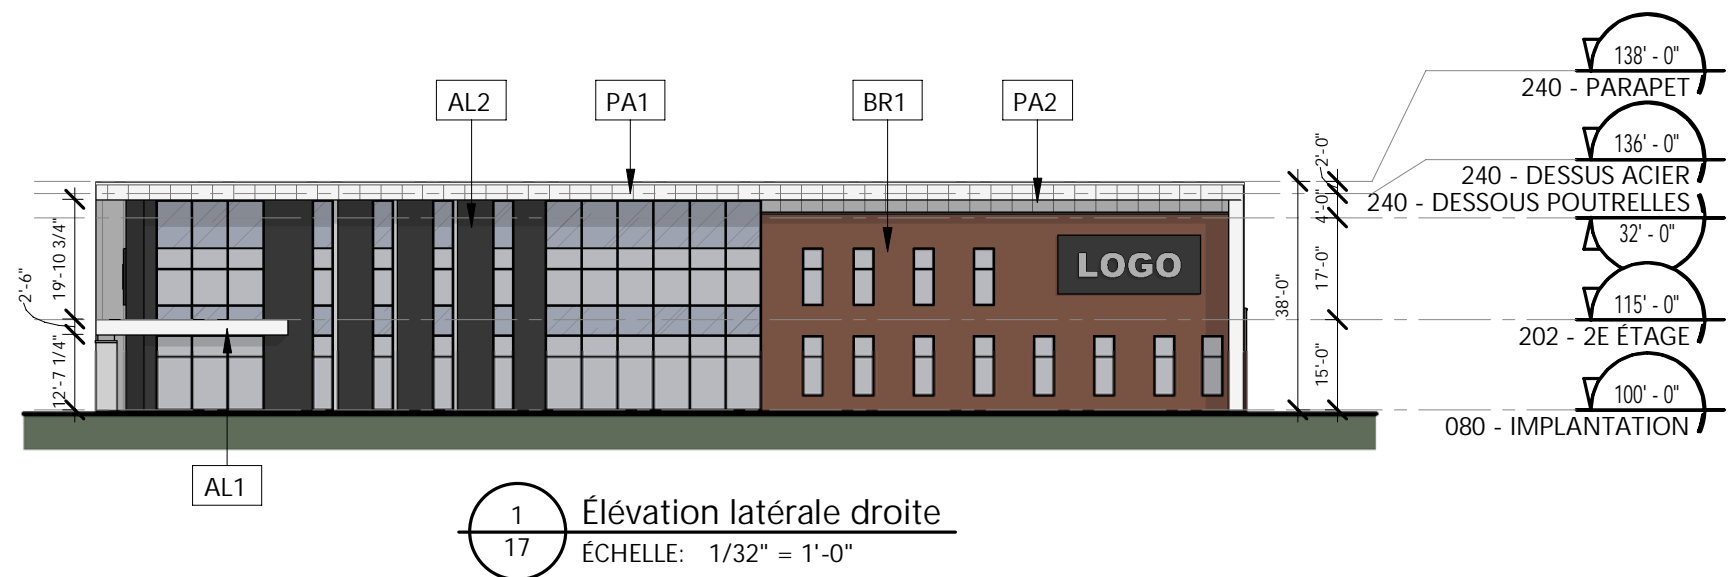 138' - 0"
240 - PARAPET
AL2
PA1
BR1
PA2
136' - 0"
2'-0"
240 - DESSUS ACIER
240 - DESSOUS POUTRELLES
4'-0"
32' - 0"
LOGO
19'-10 3/4"
2'-6"
17'-0"
38'-0"
115' - 0"
202 - 2E ÉTAGE
12'-7 1/4"
15'-0"
100' - 0"
080 - IMPLANTATION
AL1
1
17
Élévation latérale droite
ÉCHELLE: 1/32" = 1'-0"